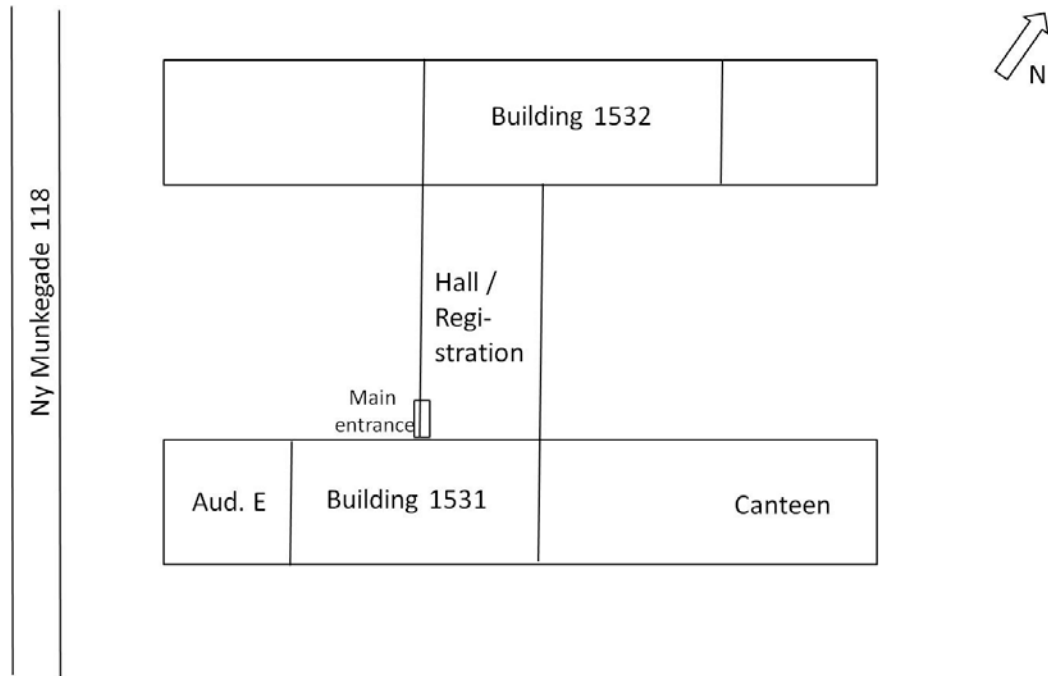 N
Building 1532
Ny Munkegade 118
Hall /
Regi-
stration
Main
entrance
Aud. E
Building 1531
Canteen